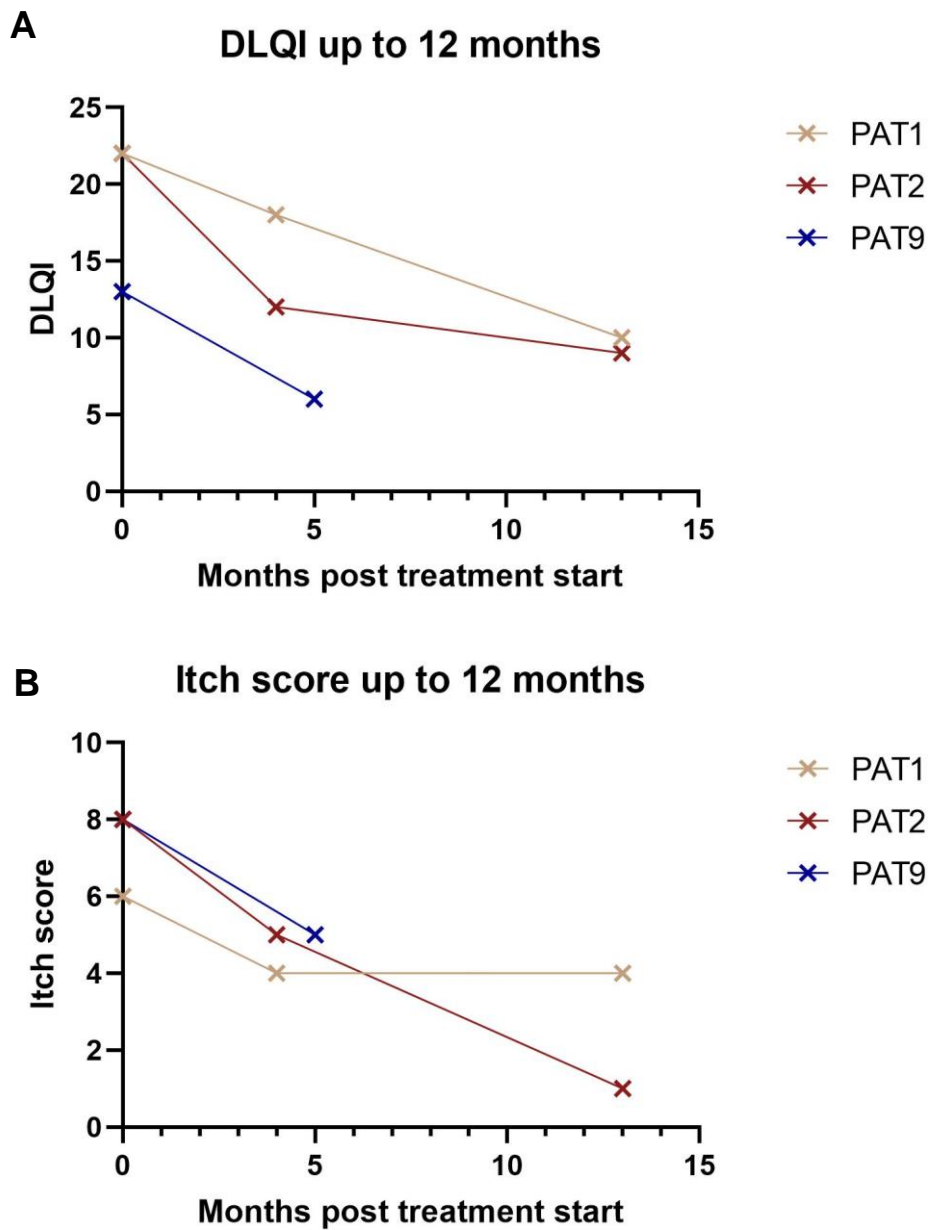 A
DLQI up to 12 months
25
20
15
10
5
0
DLQI
0 5 10 15
Months post treatment start
PAT1
PAT2
PAT9
B
Itch score up to 12 months
10
8
6
4
2
0
Itch score
0 5 10 15
Months post treatment start
PAT1
PAT2
PAT9